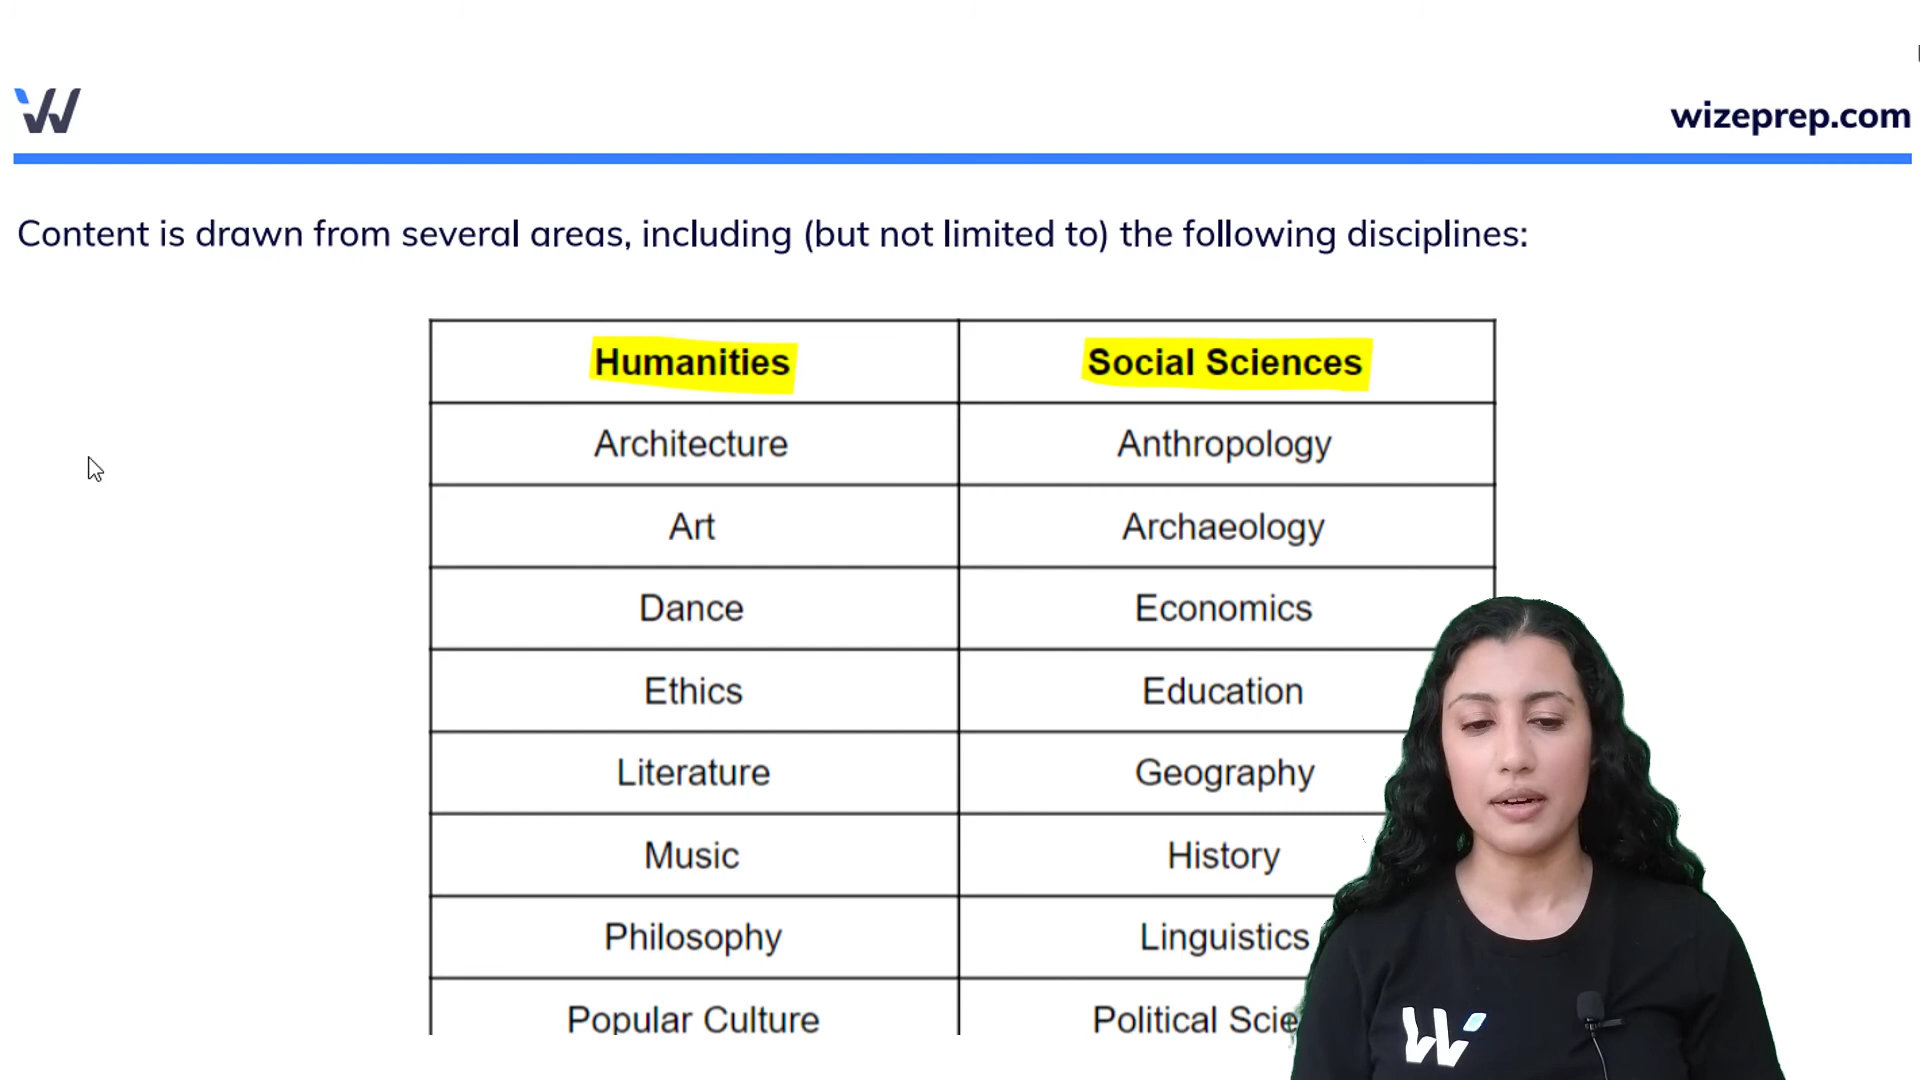 W
wizeprep.com
Content is drawn from several areas, including (but not limited to) the following disciplines:
Humanities Social Sciences
Architecture Anthropology
Art Archaeology
Dance Economics
Ethics Education
Literature Geography
Music History
Philosophy Linguistics
Popular Culture Political
W